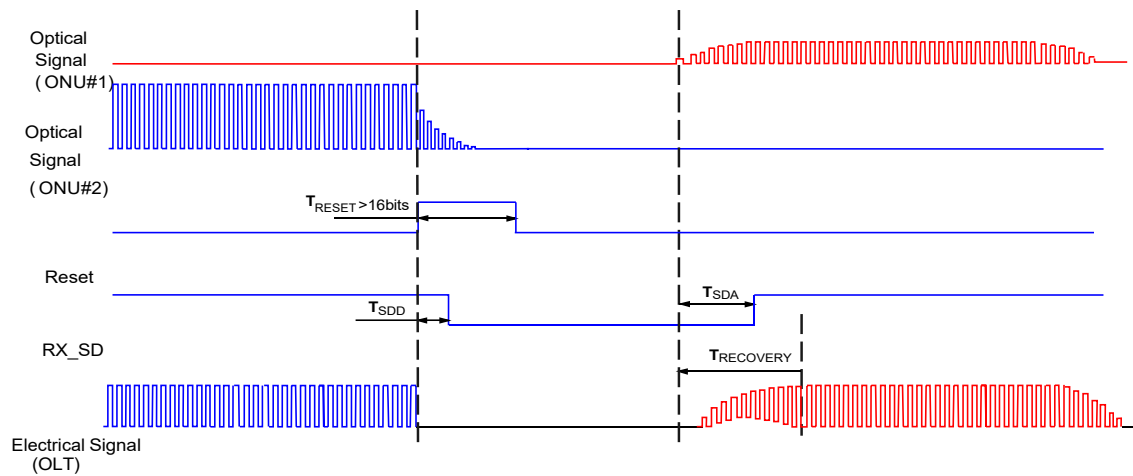 Optical
Signal
( ONU#1)
Optical
Signal
( ONU#2)
TRESET >16bits
Reset
TSDD
TSDA
RX_SD
TRECOVERY
Electrical Signal
(OLT)